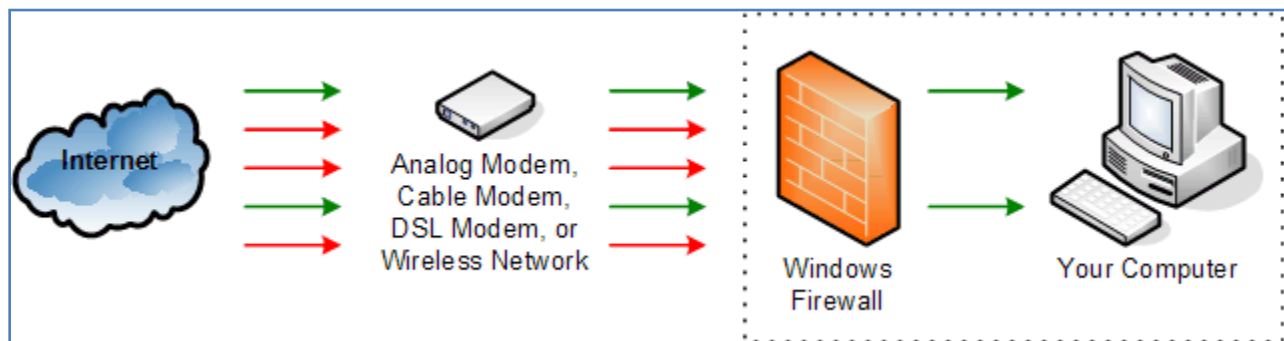 Internet
Analog Modem,
Cable Modem,
DSL Modem, or
Wireless Network
Windows
Firewall
Your Computer